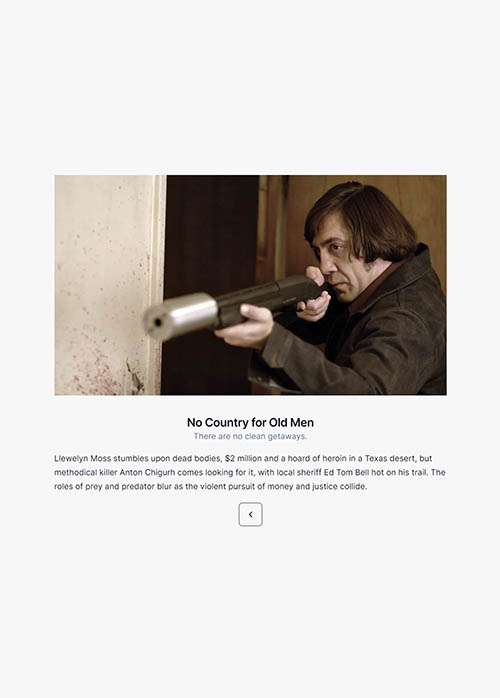 No Country for Old Men
There are no clean getaways.
Llewelyn Moss stumbles upon dead bodies, $2 million and a hoard of heroin in a Texas desert, but
methodical killer Anton Chigurh comes looking for it, with local sheriff Ed Tom Bell hot on his trail. The
roles of prey and predator blur as the violent pursuit of money and justice collide.